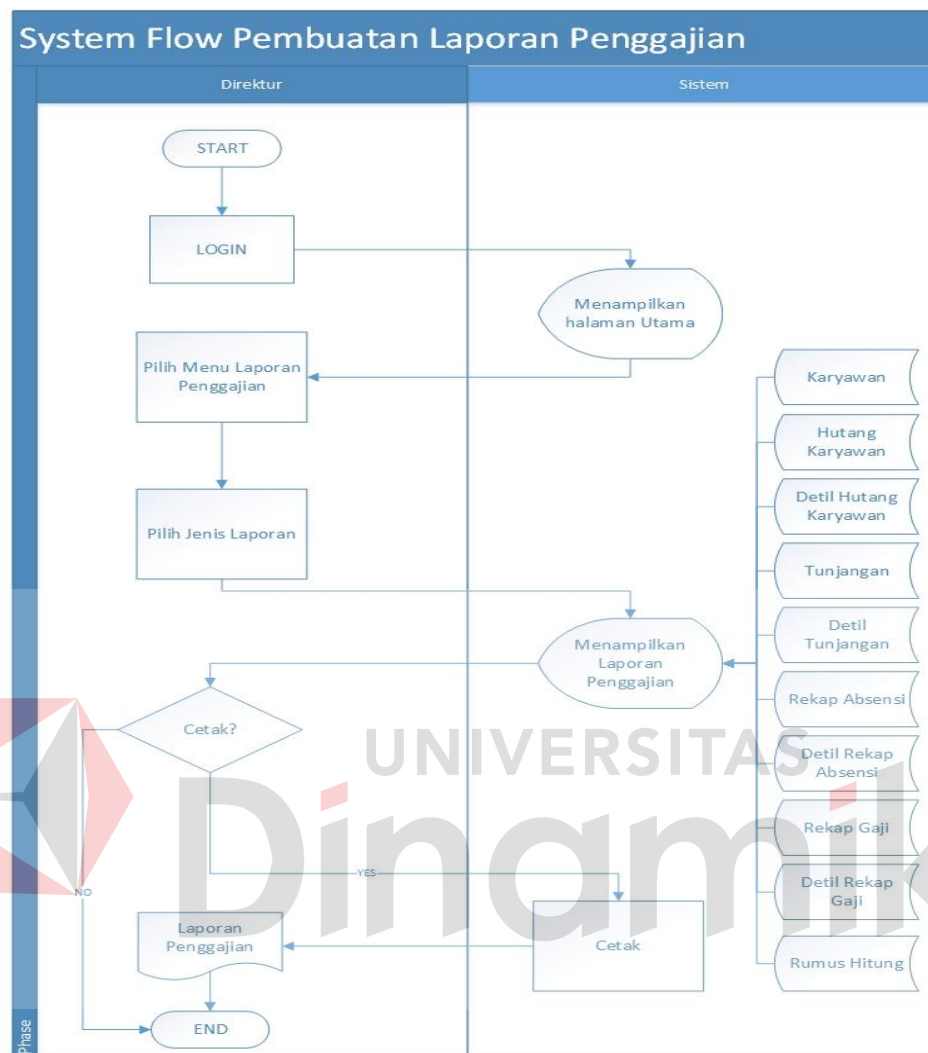 System Flow Pembuatan Laporan Penggajian
Direktur
Sistem
START
LOGIN
Menampilkan
halaman Utama
Pilih Menu Laporan
Penggajian
Karyawan
Hutang
Karyawan
Detil Hutang
Karyawan
Pilih Jenis Laporan
Tunjangan
Detil
Tunjangan
Menampilkan
Laporan
Penggajian
Rekap Absensi
Cetak?
Detil Rekap
Absensi
Rekap Gaji
YES
Detil Rekap
Gaji
NO
Laporan
Penggajian
Cetak
Rumus Hitung
END
Phase
UNIVERSITAS
Dinamik